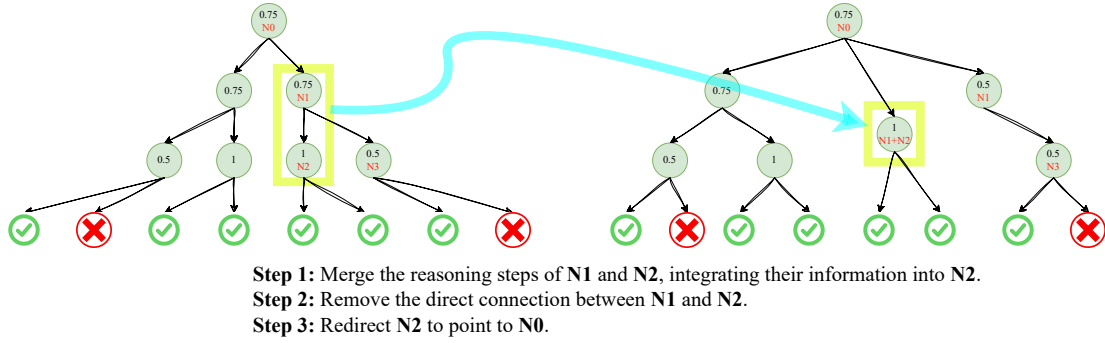 0.75
N0
0.75
N0
0.75
0.75
N1
0.75
0.5
N1
1
N1+N2
0.5
1
1
N2
0.5
N3
0.5
1
0.5
N3
Step 1: Merge the reasoning steps of N1 and N2, integrating their information into N2.
Step 2: Remove the direct connection between N1 and N2.
Step 3: Redirect N2 to point to N0.